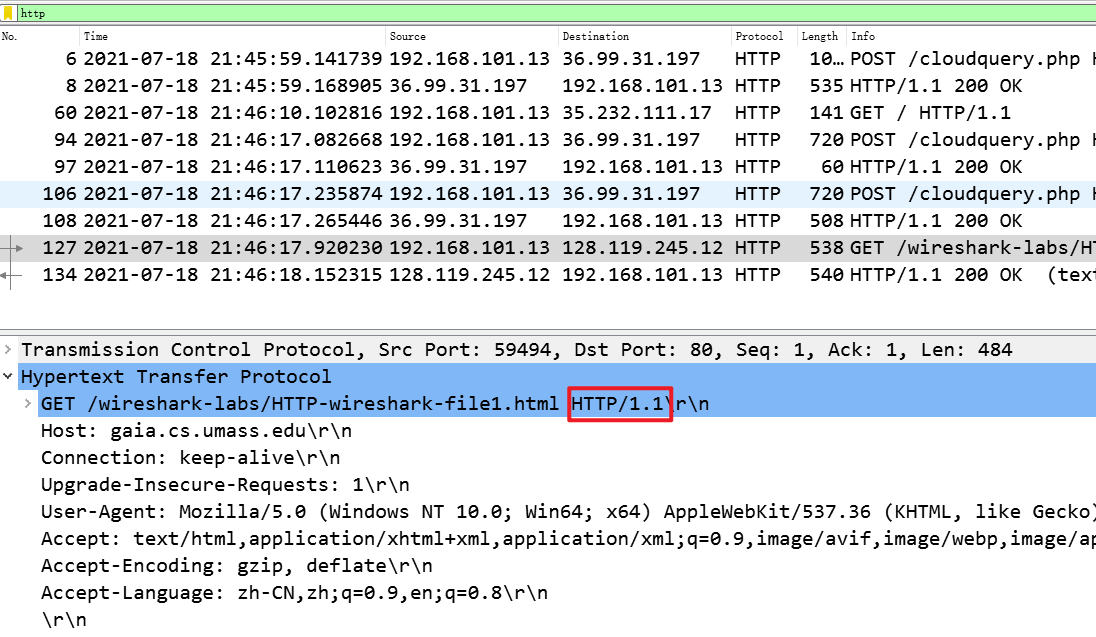 http
No. Time Source Destination Protocol Length Info
6 2021-07-18 21:45:59.141739 192.168.101.13 36.99.31.197 HTTP 10… POST /cloudquery.php H
8 2021-07-18 21:45:59.168905 36.99.31.197 192.168.101.13 HTTP 535 HTTP/1.1 200 OK
60 2021-07-18 21:46:10.102816 192.168.101.13 35.232.111.17 HTTP 141 GET / HTTP/1.1
94 2021-07-18 21:46:17.082668 192.168.101.13 36.99.31.197 HTTP 720 POST /cloudquery.php H
97 2021-07-18 21:46:17.110623 36.99.31.197 192.168.101.13 HTTP 60 HTTP/1.1 200 OK
106 2021-07-18 21:46:17.235874 192.168.101.13 36.99.31.197 HTTP 720 POST /cloudquery.php H
108 2021-07-18 21:46:17.265446 36.99.31.197 192.168.101.13 HTTP 508 HTTP/1.1 200 OK
127 2021-07-18 21:46:17.920230 192.168.101.13 128.119.245.12 HTTP 538 GET /wireshark-labs/HT
134 2021-07-18 21:46:18.152315 128.119.245.12 192.168.101.13 HTTP 540 HTTP/1.1 200 OK (tex
Transmission Control Protocol, Src Port: 59494, Dst Port: 80, Seq: 1, Ack: 1, Len: 484
Hypertext Transfer Protocol
GET /wireshark-labs/HTTP-wireshark-file1.html HTTP/1.1\r\n
Host: gaia.cs.umass.edu\r\n
Connection: keep-alive\r\n
Upgrade-Insecure-Requests: 1\r\n
User-Agent: Mozilla/5.0 (Windows NT 10.0; Win64; x64) AppleWebKit/537.36 (KHTML, like Gecko)
Accept: text/html,application/xhtml+xml,application/xml;q=0.9,image/avif,image/webp,image/ap
Accept-Encoding: gzip, deflate\r\n
Accept-Language: zh-CN,zh;q=0.9,en;q=0.8\r\n
\r\n